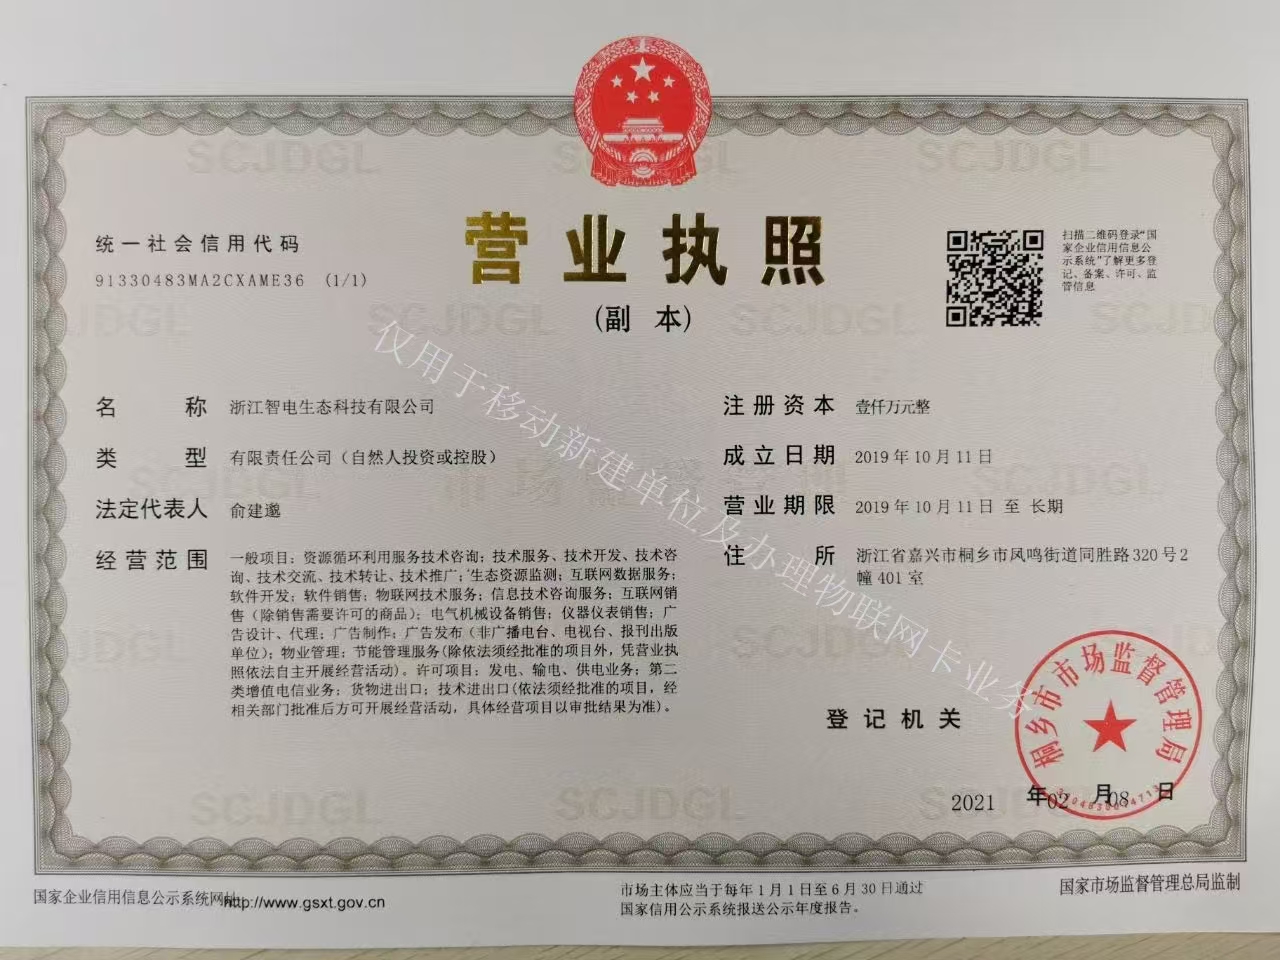 营业执照
(副 本)
统一社会信用代码
91330483MA2CXAME36 (1/1)
扫描二维码登录“国
家企业信用信息公
示系统”了解更多登
记、备案、许可、监
管信息
名 称 浙江智电生态科技有限公司
类 型 有限责任公司（自然人投资或控股）
法定代表人 俞建邈
经营范围 一般项目：资源循环利用服务技术咨询；技术服务、技术开发、技术咨
询、技术交流、技术转让、技术推广；生态资源监测；互联网数据服务；
软件开发；软件销售；物联网技术服务；信息技术咨询服务；互联网销
售（除销售需要许可的商品）；电气机械设备销售；仪器仪表销售；广
告设计、代理；广告制作；广告发布（非广播电台、电视台、报刊出版
单位）；物业管理；节能管理服务(除依法须经批准的项目外，凭营业执
照依法自主开展经营活动)。许可项目：发电、输电、供电业务；第二
类增值电信业务；货物进出口；技术进出口(依法须经批准的项目，经
相关部门批准后方可开展经营活动，具体经营项目以审批结果为准)。
注册资本 壹仟万元整
成立日期 2019年10月11日
营业期限 2019年10月11日 至 长期
住 所 浙江省嘉兴市桐乡市凤鸣街道同胜路320号2
幢401室
仅用于移动新建单位及办理物联网卡业务
登记机关
桐乡市市场监督管理局
2021 年02 月08 日
国家企业信用信息公示系统网址:http://www.gsxt.gov.cn
市场主体应当于每年1月1日至6月30日通过
国家信用公示系统报送公示年度报告。
国家市场监督管理总局监制